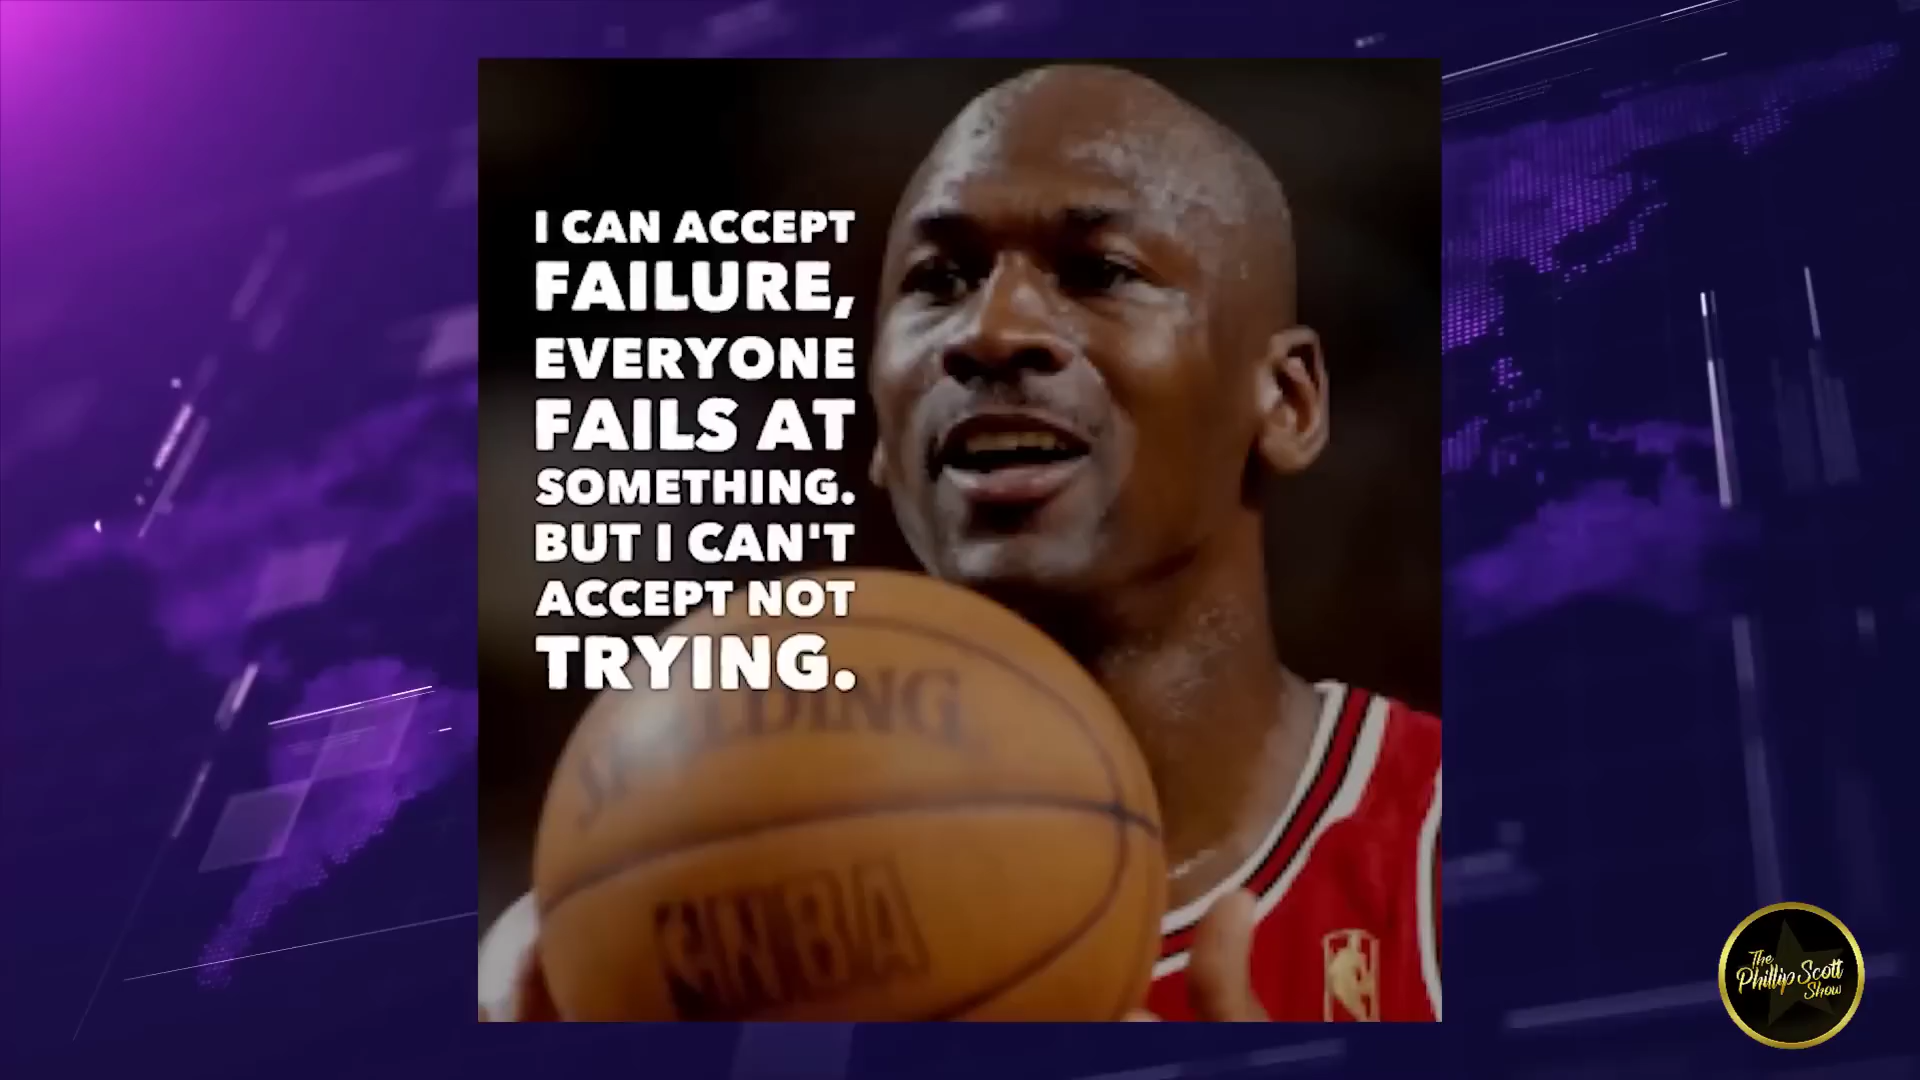 I CAN ACCEPT
FAILURE,
EVERYONE
FAILS AT
SOMETHING.
BUT I CAN'T
ACCEPT NOT
TRYING.
NBA
The
Phillip Scott
Show